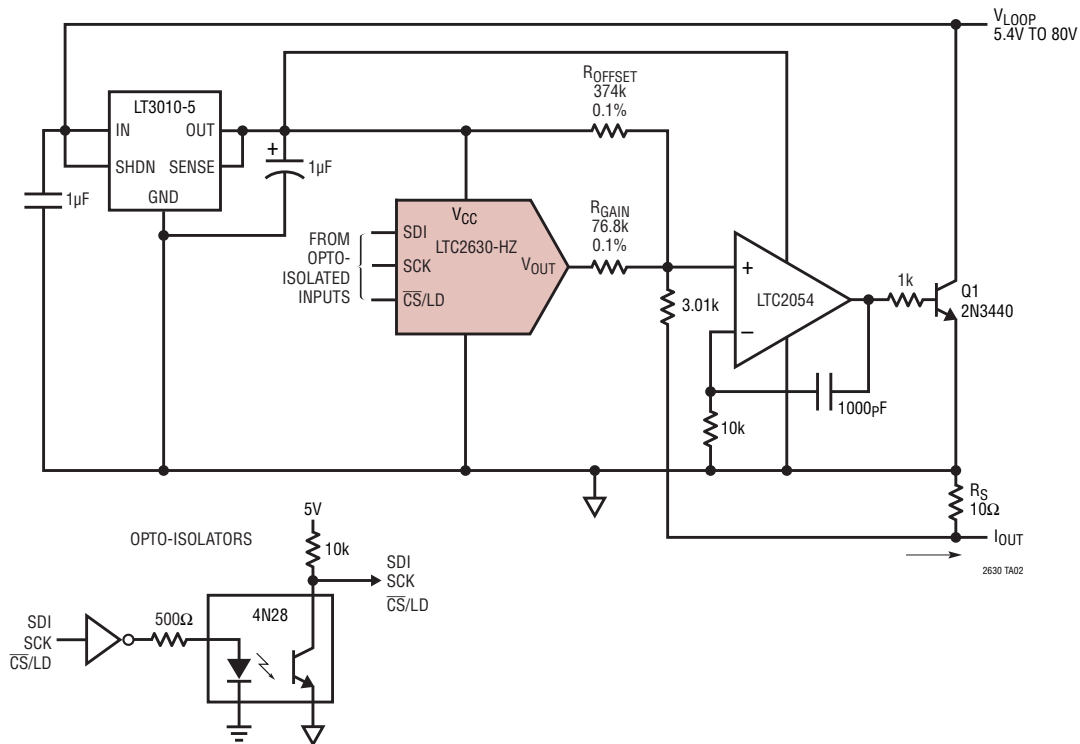 VLOOP
5.4V TO 80V
ROFFSET
374k
0.1%
LT3010-5
IN
OUT
SHDN
SENSE
GND
1µF
+
1µF
FROM
OPTO-
ISOLATED
INPUTS
SDI
SCK
CS/LD
VCC
LTC2630-HZ
VOUT
RGAIN
76.8k
0.1%
3.01k
+
–
LTC2054
1k
Q1
2N3440
1000pF
10k
RS
10Ω
IOUT
2630 TA02
OPTO-ISOLATORS
5V
10k
SDI
SCK
CS/LD
4N28
500Ω
SDI
SCK
CS/LD